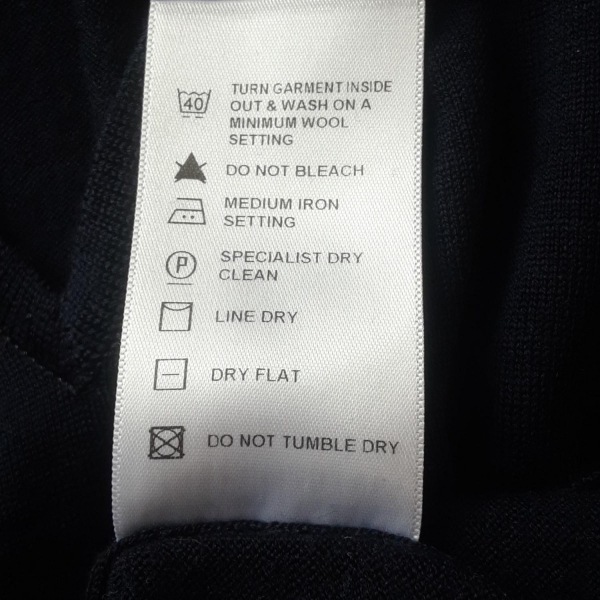 40
TURN GARMENT INSIDE
OUT & WASH ON A
MINIMUM WOOL
SETTING
DO NOT BLEACH
MEDIUM IRON
SETTING
P
SPECIALIST DRY
CLEAN
LINE DRY
DRY FLAT
DO NOT TUMBLE DRY